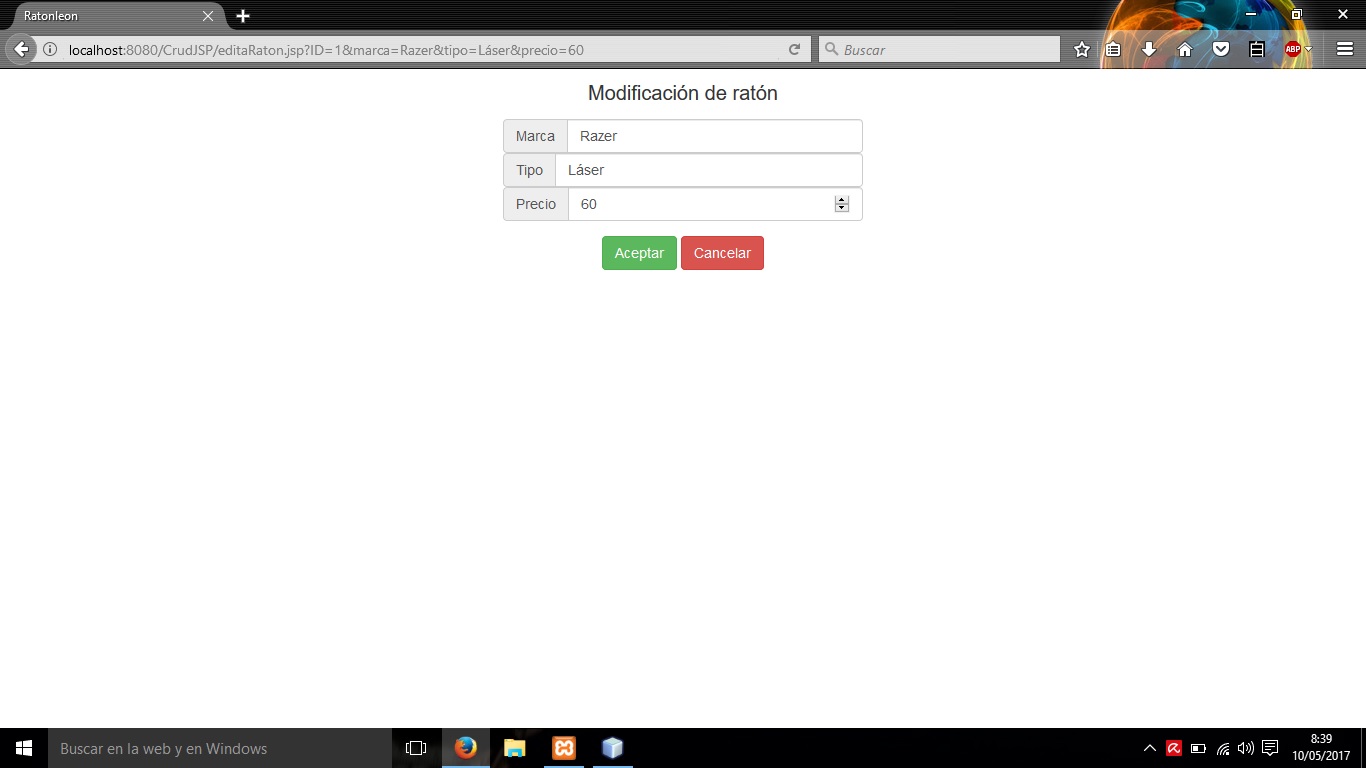 Ratonleon
localhost:8080/CrudJSP/editaRaton.jsp?ID=1&marca=Razer&tipo=Láser&precio=60
Buscar
ABP
Modificación de ratón
Marca Razer
Tipo Láser
Precio 60
Aceptar Cancelar
Buscar en la web y en Windows
8:39
10/05/2017